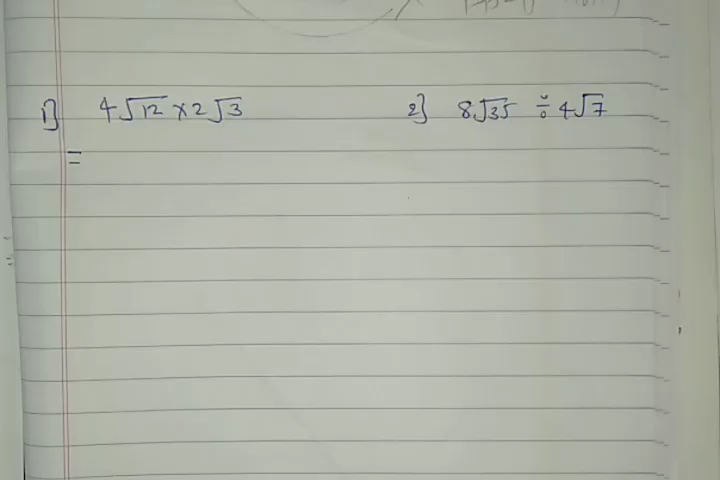 1] 4√12 × 2√3
2] 8√35 ÷ 4√7
=